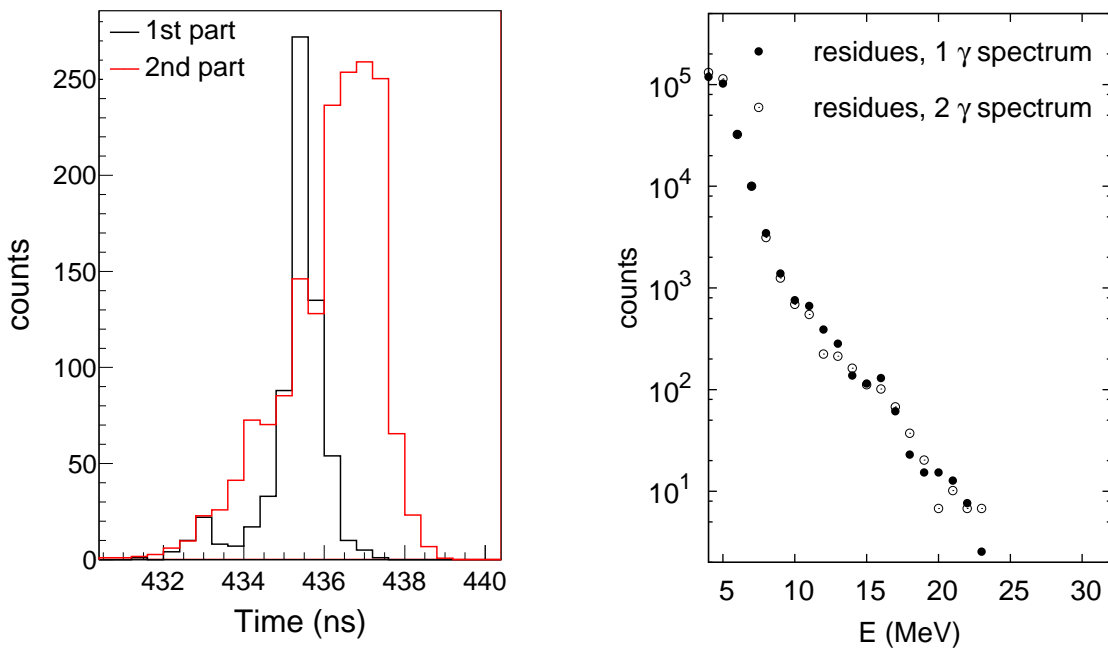 1st part
2nd part
counts
250
200
150
100
50
0
432
434
436
438
440
Time (ns)
residues, 1 γ spectrum
residues, 2 γ spectrum
counts
10^5
10^4
10^3
10^2
10^1
5
10
15
20
25
30
E (MeV)